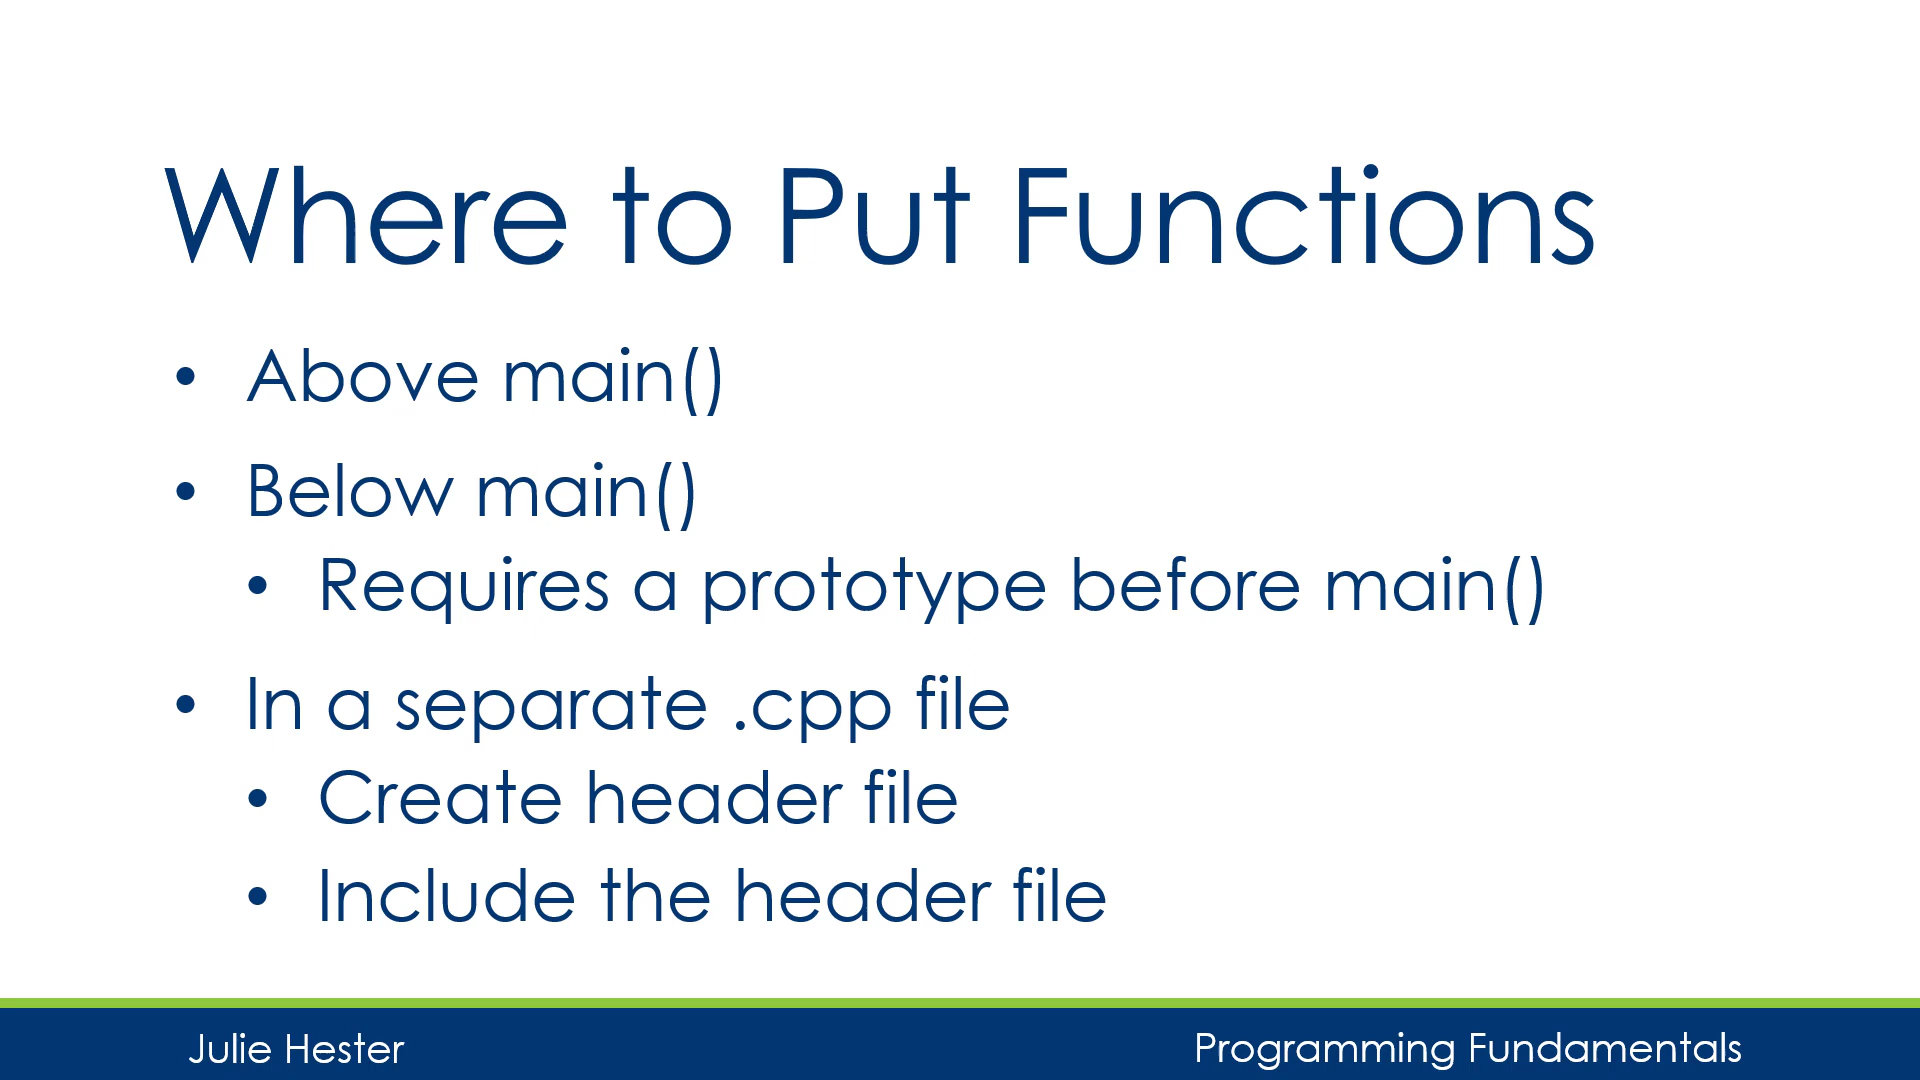 Where to Put Functions
• Above main()
• Below main()
• Requires a prototype before main()
• In a separate .cpp file
• Create header file
• Include the header file
Julie Hester
Programming Fundamentals